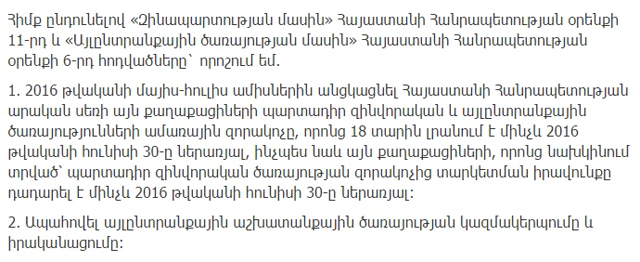 Հիմք ընդունելով «Զինապարտության մասին» Հայաստանի Հանրապետության օրենքի
11-րդ և «Այլընտրանքային ծառայության մասին» Հայաստանի Հանրապետության
օրենքի 6-րդ հոդվածները` որոշում եմ.
1. 2016 թվականի մայիս-հուլիս ամիսներին անցկացնել Հայաստանի Հանրապետության
արական սեռի այն քաղաքացիների պարտադիր զինվորական և այլընտրանքային
ծառայությունների ամառային զորակոչը, որոնց 18 տարին լրանում է մինչև 2016
թվականի հունիսի 30-ը ներառյալ, ինչպես նաև այն քաղաքացիների, որոնց նախկինում
տրված` պարտադիր զինվորական ծառայության զորակոչից տարկետման իրավունքը
դադարել է մինչև 2016 թվականի հունիսի 30-ը ներառյալ:
2. Ապահովել այլընտրանքային աշխատանքային ծառայության կազմակերպումը և
իրականացումը: